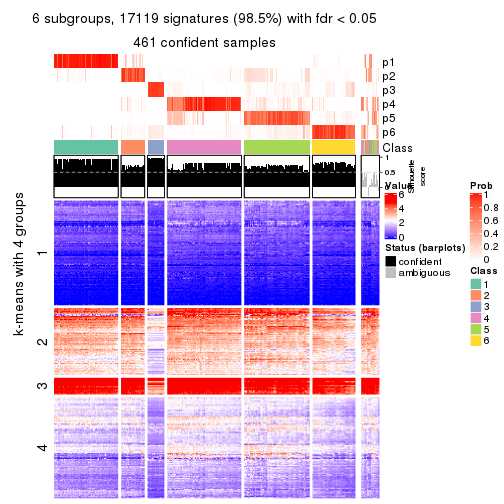 6 subgroups, 17119 signatures (98.5%) with fdr < 0.05
461 confident samples
p1
p2
p3
p4
p5
p6
Class
1
0.5
0
Silhouette
score
k-means with 4 groups
1
2
3
4
Value
6
4
2
0
Status (barplots)
confident
ambiguous
Prob
1
0.8
0.6
0.4
0.2
0
Class
1
2
3
4
5
6